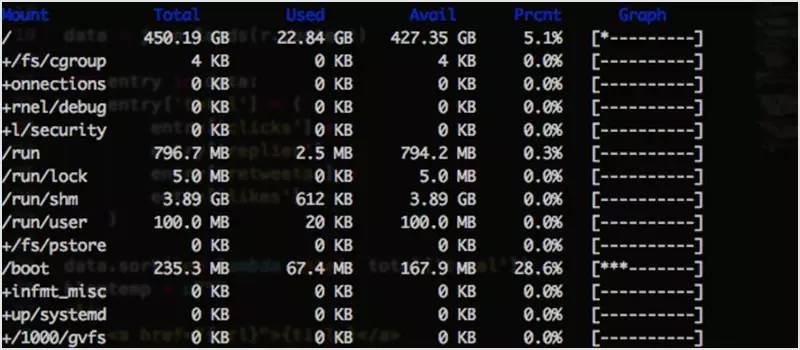 Mount Total Used Avail Prcnt Graph
/ 450.19 GB 22.84 GB 427.35 GB 5.1% [*----------]
+/fs/cgroup 4 KB 0 KB 4 KB 0.0% [----------]
+onnections 0 KB 0 KB 0 KB 0.0% [----------]
+rnel/debug 0 KB 0 KB 0 KB 0.0% [----------]
+l/security 0 KB 0 KB 0 KB 0.0% [----------]
/run 796.7 MB 2.5 MB 794.2 MB 0.3% [----------]
/run/lock 5.0 MB 0 KB 5.0 MB 0.0% [----------]
/run/shm 3.89 GB 612 KB 3.89 GB 0.0% [----------]
/run/user 100.0 MB 20 KB 100.0 MB 0.0% [----------]
+/fs/pstore 0 KB 0 KB 0 KB 0.0% [----------]
/boot 235.3 MB 67.4 MB 167.9 MB 28.6% [***--------]
+infmt_misc 0 KB 0 KB 0 KB 0.0% [----------]
+up/systemd 0 KB 0 KB 0 KB 0.0% [----------]
+/1000/gvfs 0 KB 0 KB 0 KB 0.0% [----------]